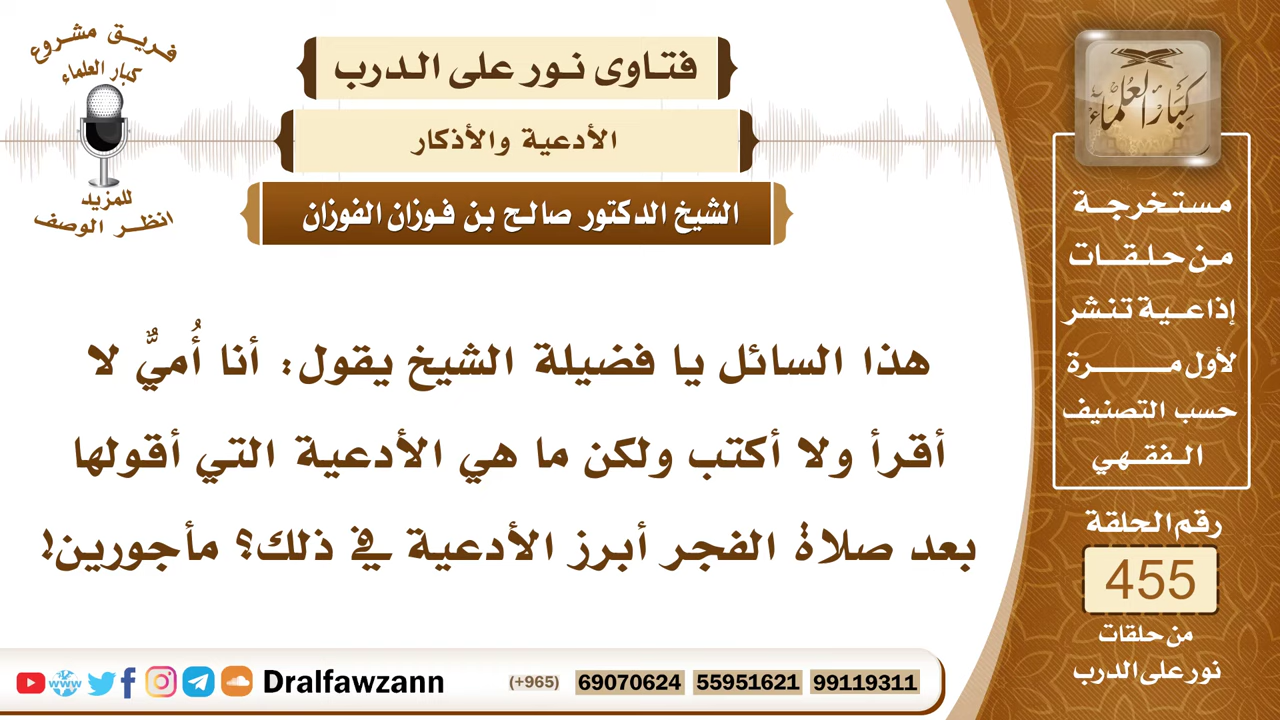 فريق مشروع
كبار العلماء
للمزيد
انظر الوصف
فتاوى نور على الدرب
الأدعية والأذكار
الشيخ الدكتور صالح بن فوزان الفوزان
هذا السائل يا فضيلة الشيخ يقول: أنا أُميٌّ لا
أقرأ ولا أكتب ولكن ما هي الأدعية التي أقولها
بعد صلاة الفجر أبرز الأدعية في ذلك؟ مأجورين!
كبار العلماء
مستخرجة
من حلقات
إذاعية تنشر
لأول مرة
حسب التصنيف
الفقهي
رقم الحلقة
455
من حلقات
نور على الدرب
www Dralfawzann (+965) 69070624 55951621 99119311